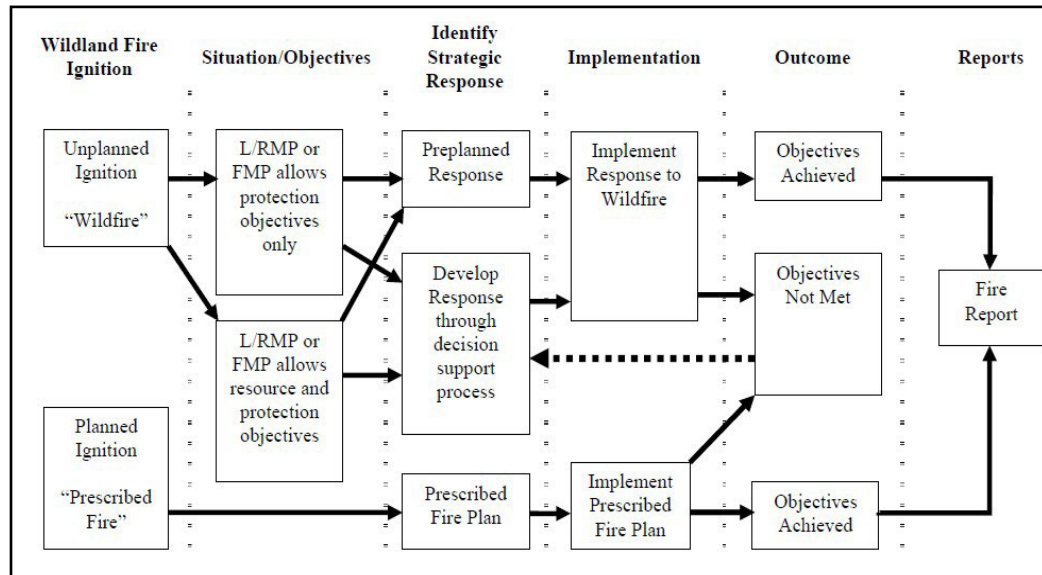 Wildland Fire
Ignition
Situation/Objectives
Identify
Strategic
Response
Implementation
Outcome
Reports
Unplanned
Ignition
“Wildfire”
L/RMP or
FMP allows
protection
objectives
only
Preplanned
Response
Implement
Response to
Wildfire
Objectives
Achieved
L/RMP or
FMP allows
resource and
protection
objectives
Develop
Response
through
decision
support
process
Objectives
Not Met
Fire
Report
Planned
Ignition
“Prescribed
Fire”
Prescribed
Fire Plan
Implement
Prescribed
Fire Plan
Objectives
Achieved